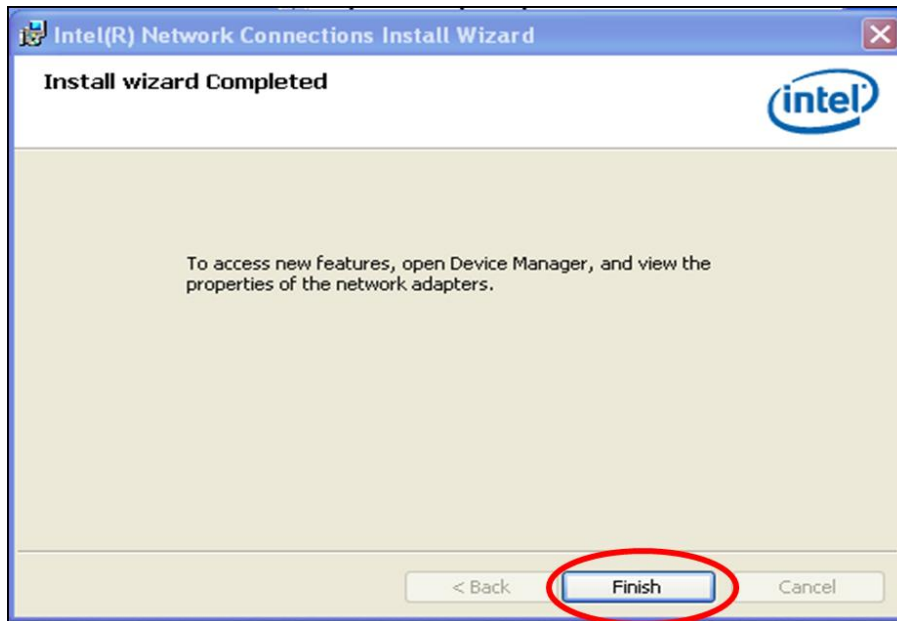 Intel(R) Network Connections Install Wizard
Install wizard Completed
intel
To access new features, open Device Manager, and view the
properties of the network adapters.
< Back
Finish
Cancel